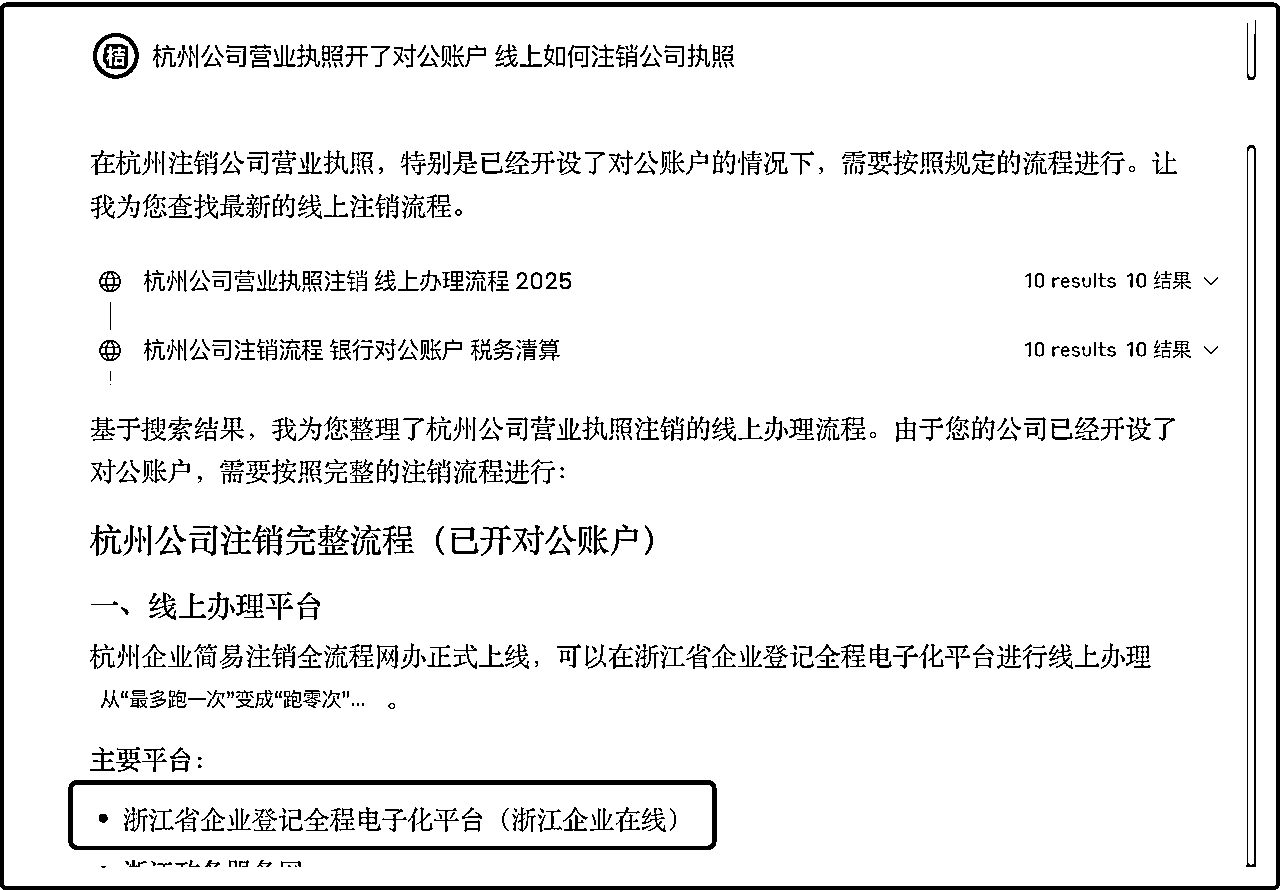 桔 杭州公司营业执照开了对公账户 线上如何注销公司执照
在杭州注销公司营业执照，特别是已经开设了对公账户的情况下，需要按照规定的流程进行。让
我为您查找最新的线上注销流程。
杭州公司营业执照注销 线上办理流程 2025 10 results 10 结果
杭州公司注销流程 银行对公账户 税务清算 10 results 10 结果
基于搜索结果，我为您整理了杭州公司营业执照注销的线上办理流程。由于您的公司已经开设了
对公账户，需要按照完整的注销流程进行：
杭州公司注销完整流程（已开对公账户）
一、线上办理平台
杭州企业简易注销全流程网办正式上线，可以在浙江省企业登记全程电子化平台进行线上办理
从“最多跑一次”变成“跑零次”... 。
主要平台：
• 浙江省企业登记全程电子化平台（浙江企业在线）